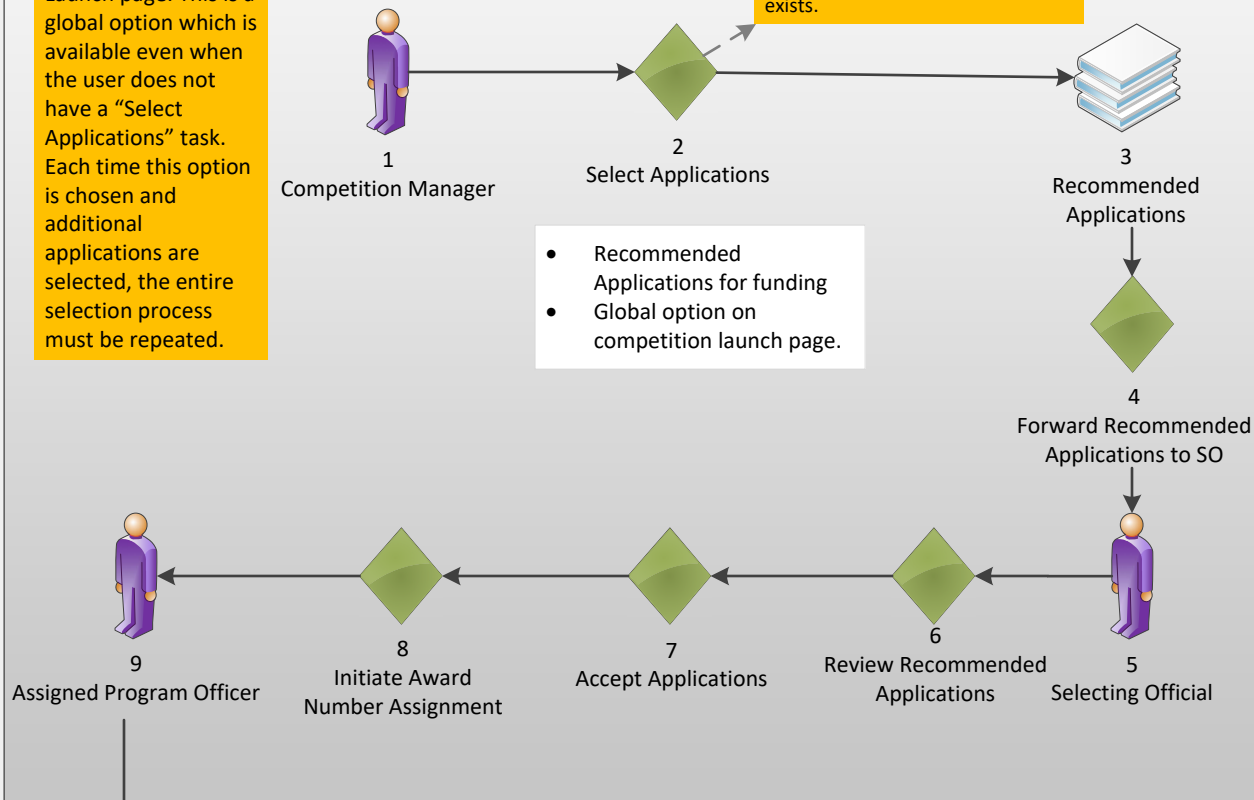 Launch page. This is a
global option which is
available even when
the user does not
have a “Select
Applications” task.
Each time this option
is chosen and
additional
applications are
selected, the entire
selection process
must be repeated.
exists.
1
Competition Manager
2
Select Applications
3
Recommended
Applications
• Recommended
Applications for funding
• Global option on
competition launch page.
4
Forward Recommended
Applications to SO
9
Assigned Program Officer
8
Initiate Award
Number Assignment
7
Accept Applications
6
Review Recommended
Applications
5
Selecting Official